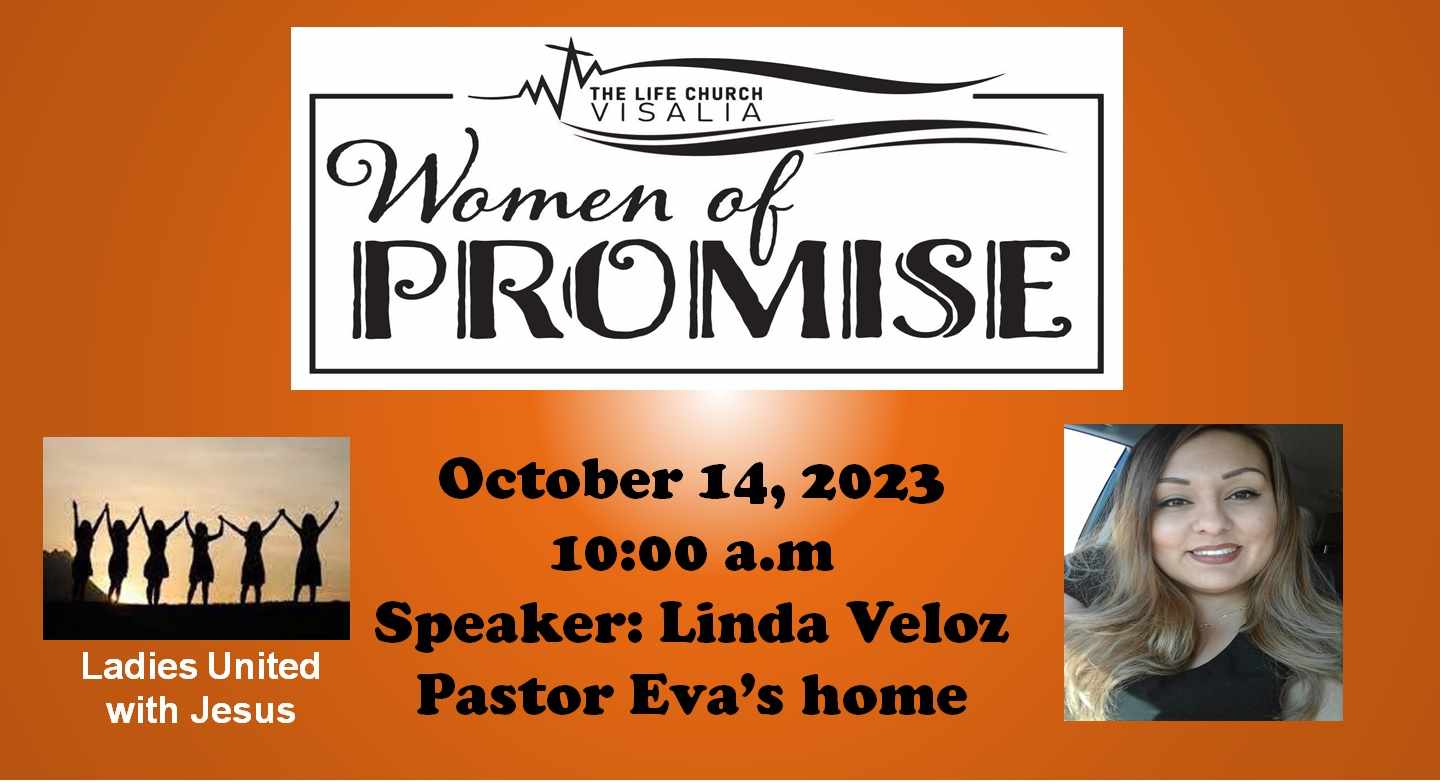 THE LIFE CHURCH
VISALIA
Women of
PROMISE
October 14, 2023
10:00 a.m
Speaker: Linda Veloz
Pastor Eva’s home
Ladies United
with Jesus